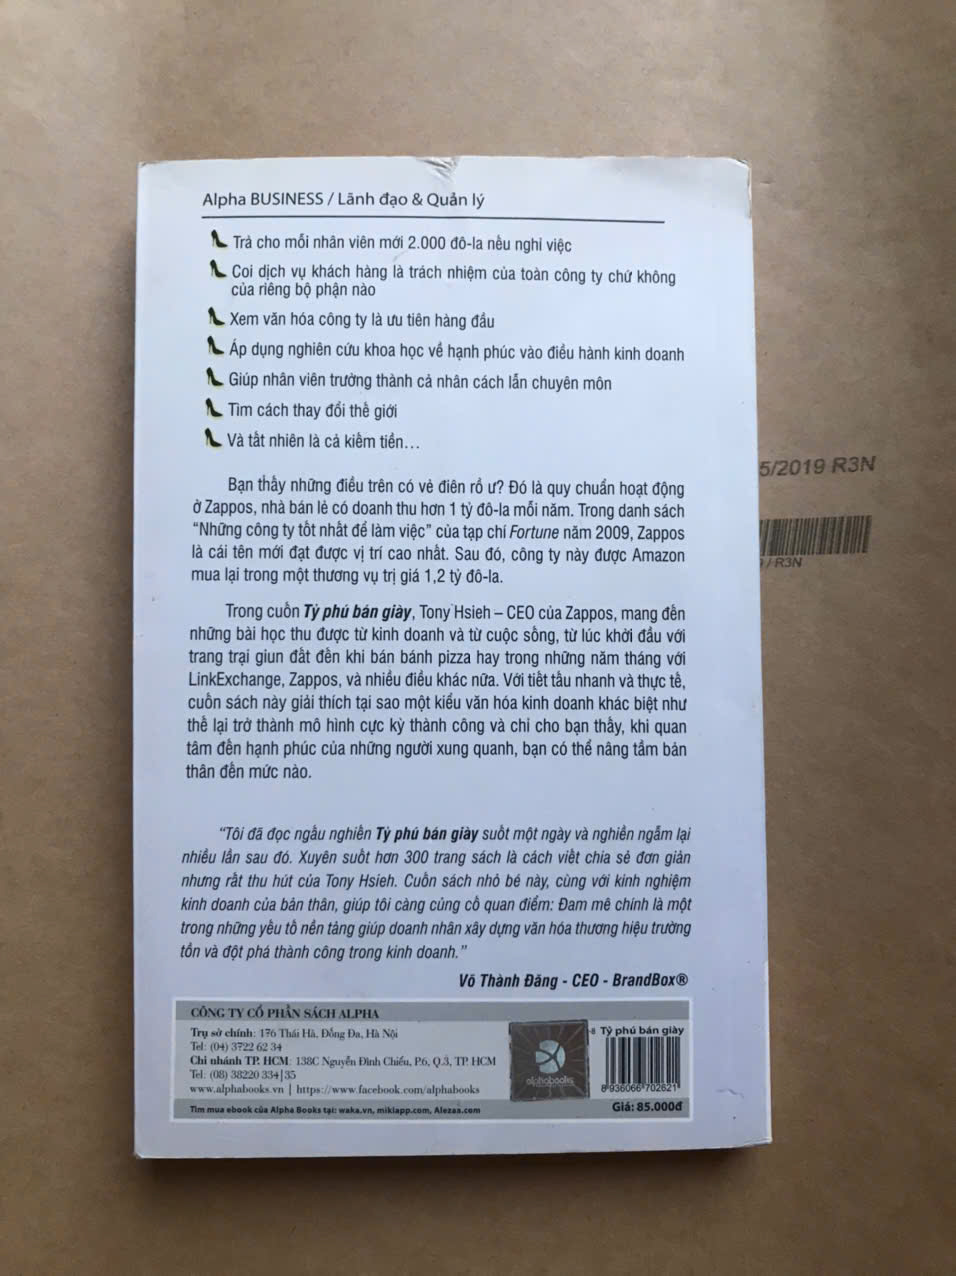 Alpha BUSINESS / Lãnh đạo & Quản lý
Trả cho mỗi nhân viên mới 2.000 đô-la nếu nghỉ việc
Coi dịch vụ khách hàng là trách nhiệm của toàn công ty chứ không
của riêng bộ phận nào
Xem văn hóa công ty là ưu tiên hàng đầu
Áp dụng nghiên cứu khoa học về hạnh phúc vào điều hành kinh doanh
Giúp nhân viên trưởng thành cả nhân cách lẫn chuyên môn
Tìm cách thay đổi thế giới
Và tất nhiên là cả kiếm tiền…
Bạn thấy những điều trên có vẻ điên rồ ư? Đó là quy chuẩn hoạt động
ở Zappos, nhà bán lẻ có doanh thu hơn 1 tỷ đô-la mỗi năm. Trong danh sách
“Những công ty tốt nhất để làm việc” của tạp chí Fortune năm 2009, Zappos
là cái tên mới đạt được vị trí cao nhất. Sau đó, công ty này được Amazon
mua lại trong một thương vụ trị giá 1,2 tỷ đô-la.
Trong cuốn Tỷ phú bán giày, Tony Hsieh – CEO của Zappos, mang đến
những bài học thu được từ kinh doanh và từ cuộc sống, từ lúc khởi đầu với
trang trại giun đất đến khi bán bánh pizza hay trong những năm tháng với
LinkExchange, Zappos, và nhiều điều khác nữa. Với tiết tấu nhanh và thực tế,
cuốn sách này giải thích tại sao một kiểu văn hóa kinh doanh khác biệt như
thế lại trở thành mô hình cực kỳ thành công và chỉ cho bạn thấy, khi quan
tâm đến hạnh phúc của những người xung quanh, bạn có thể nâng tầm bản
thân đến mức nào.
“Tôi đã đọc ngấu nghiến Tỷ phú bán giày suốt một ngày và nghiền ngẫm lại
nhiều lần sau đó. Xuyên suốt hơn 300 trang sách là cách viết chia sẻ đơn giản
nhưng rất thu hút của Tony Hsieh. Cuốn sách nhỏ bé này, cùng với kinh nghiệm
kinh doanh của bản thân, giúp tôi càng củng cố quan điểm: Đam mê chính là một
trong những yếu tố nền tảng giúp doanh nhân xây dựng văn hóa thương hiệu trường
tồn và đột phá thành công trong kinh doanh.”
Võ Thành Đăng - CEO - BrandBox®
CÔNG TY CỔ PHẦN SÁCH ALPHA
Trụ sở chính: 176 Thái Hà, Đống Đa, Hà Nội
Tel: (04) 3722 62 34
Chi nhánh TP. HCM: 138C Nguyễn Đình Chiểu, P.6, Q.3, TP. HCM
Tel: (08) 38220 334|35
www.alphabooks.vn | https://www.facebook.com/alphabooks
Tìm mua ebook của Alpha Books tại: waka.vn, mikiapp.com, Alezaa.com
alphabooks
-8 Tỷ phú bán giày
8 936066 702621
Giá: 85.000đ
5/2019 R3N
/ R3N